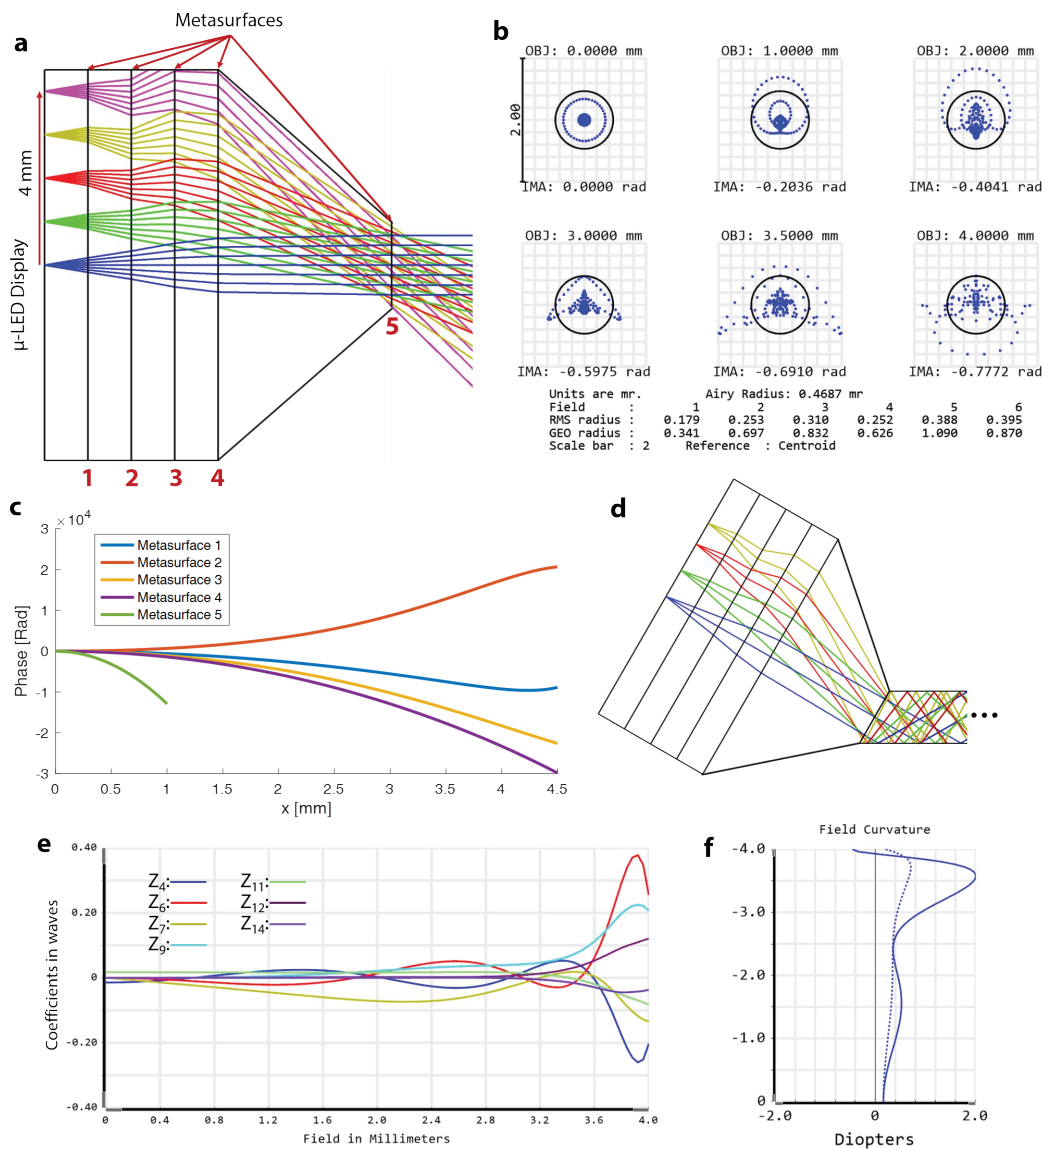 a
Metasurfaces
4 mm
μ-LED Display
1
2
3
4
5
b
OBJ: 0.0000 mm
OBJ: 1.0000 mm
OBJ: 2.0000 mm
2.00
IMA: 0.0000 rad
IMA: -0.2036 rad
IMA: -0.4041 rad
OBJ: 3.0000 mm
OBJ: 3.5000 mm
OBJ: 4.0000 mm
IMA: -0.5975 rad
IMA: -0.6910 rad
IMA: -0.7772 rad
Units are mr. Airy Radius: 0.4687 mr
Field : 1 2 3 4 5 6
RMS radius : 0.179 0.253 0.310 0.252 0.388 0.395
GEO radius : 0.341 0.697 0.832 0.626 1.090 0.870
Scale bar : 2 Reference : Centroid
c
×10⁴
3
2
1
0
-1
-2
-3
Phase [Rad]
Metasurface 1
Metasurface 2
Metasurface 3
Metasurface 4
Metasurface 5
0 0.5 1 1.5 2 2.5 3 3.5 4 4.5
x [mm]
d
e
0.40
0.20
0
-0.20
-0.40
Coefficients in waves
Z₄:
Z₆:
Z₇:
Z₉:
Z₁₁:
Z₁₂:
Z₁₄:
0 0.4 0.8 1.2 1.6 2.0 2.4 2.8 3.2 3.6 4.0
Field in Millimeters
f
Field Curvature
-4.0
-3.0
-2.0
-1.0
0
-2.0 0 2.0
Diopters